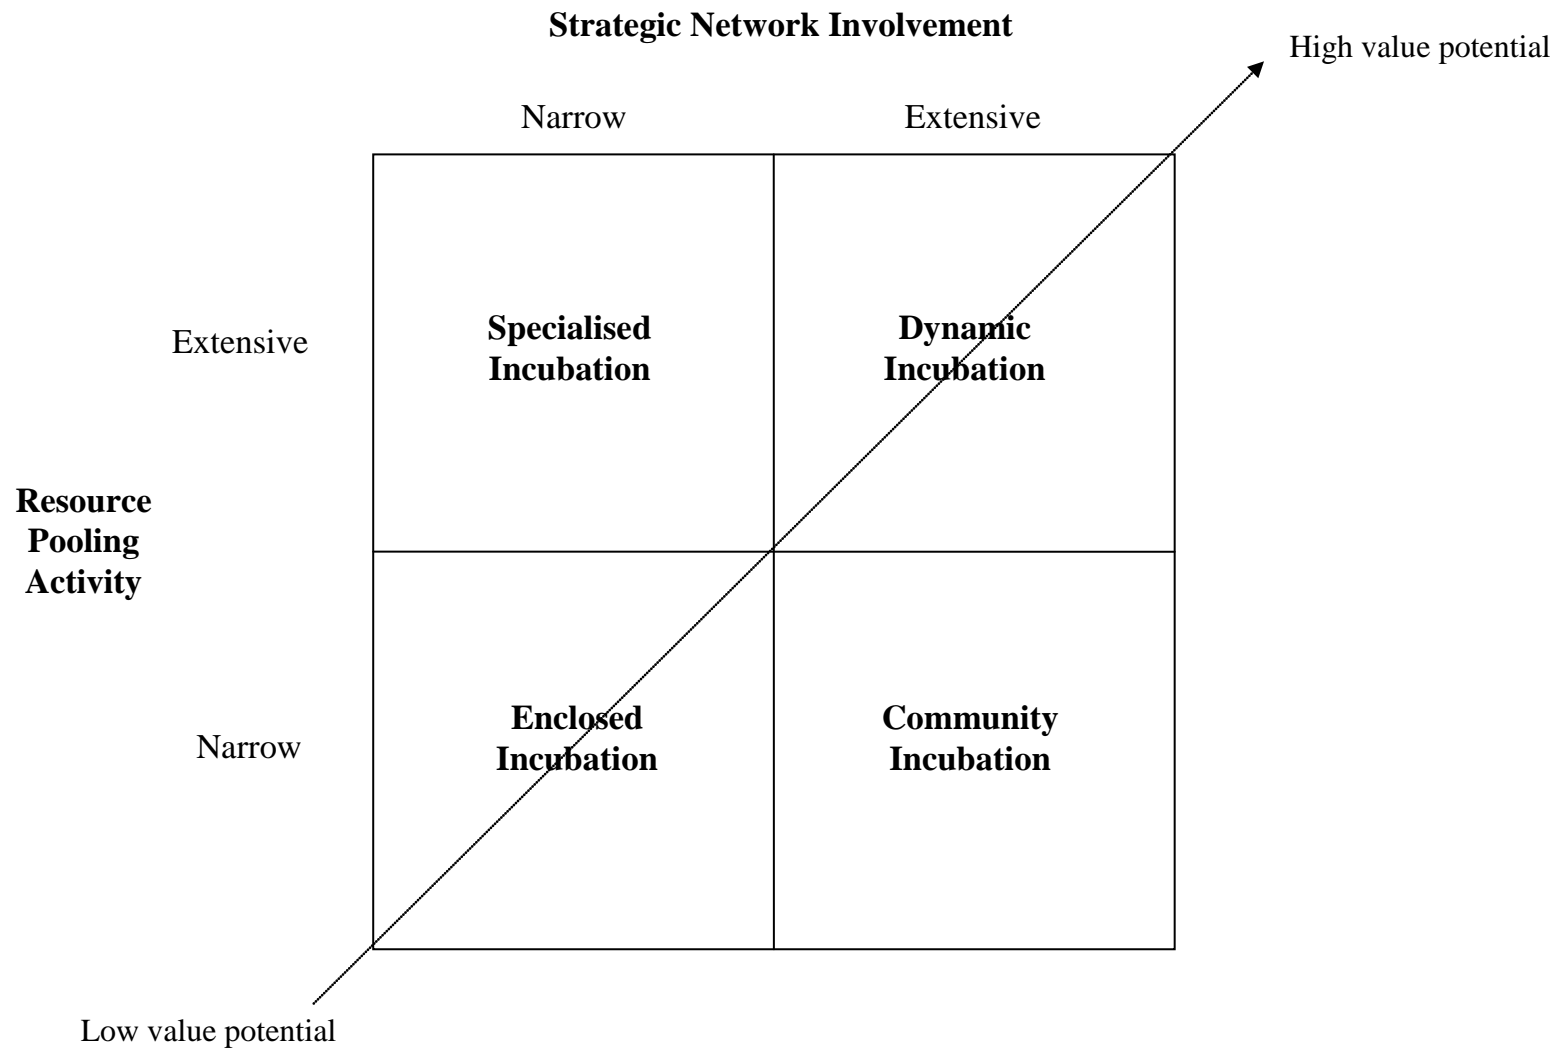 Strategic Network Involvement
High value potential
Narrow
Extensive
Specialised
Incubation
Dynamic
Incubation
Extensive
Resource
Pooling
Activity
Enclosed
Incubation
Community
Incubation
Narrow
Low value potential